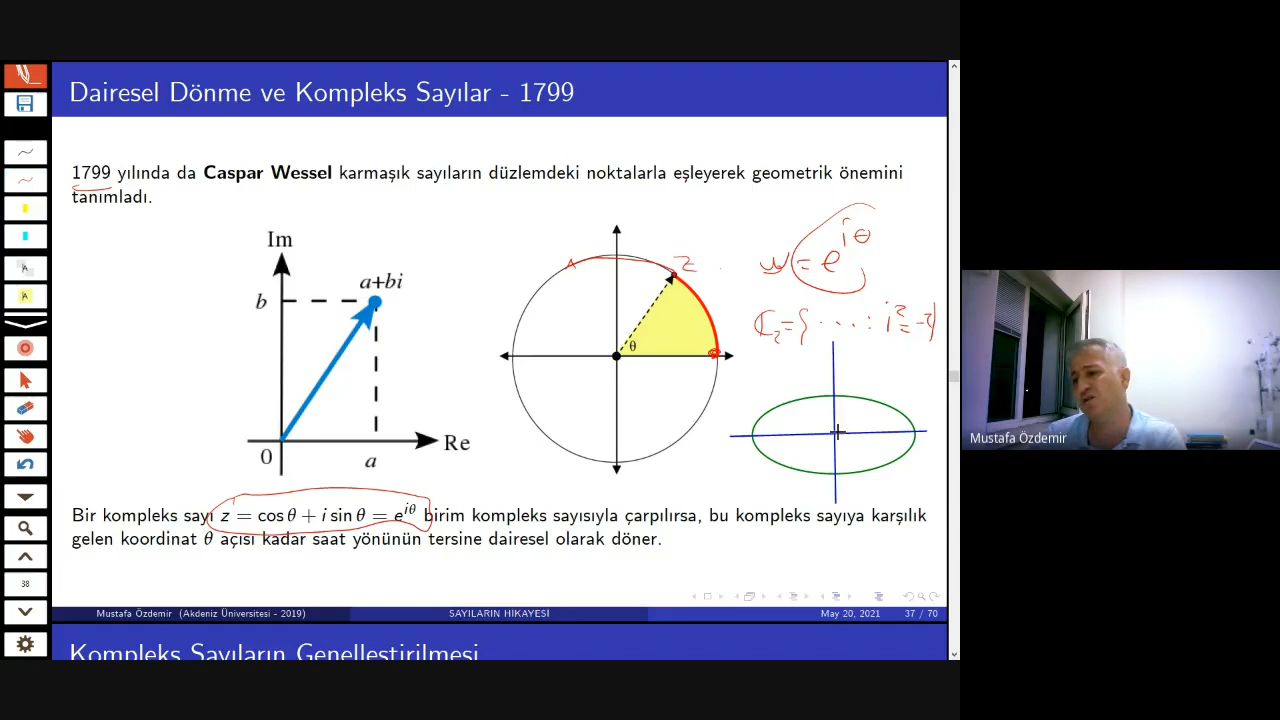 Dairesel Dönme ve Kompleks Sayılar - 1799
1799 yılında da Caspar Wessel karmaşık sayıların düzlemdeki noktalarla eşleyerek geometrik önemini
tanımladı.
Im
b
a+bi
0
a
Re
θ
z
w = e^{iθ}
Bir kompleks sayı z = cos θ + i sin θ = e^{iθ} birim kompleks sayısıyla çarpılırsa, bu kompleks sayıya karşılık
gelen koordinat θ açısı kadar saat yönünün tersine dairesel olarak döner.
Mustafa Özdemir (Akdeniz Üniversitesi - 2019) SAYILARIN HIKAYESİ May 20, 2021 37 / 70
Kompleks Sayıların Genelleştirilmesi
38
Mustafa Özdemir